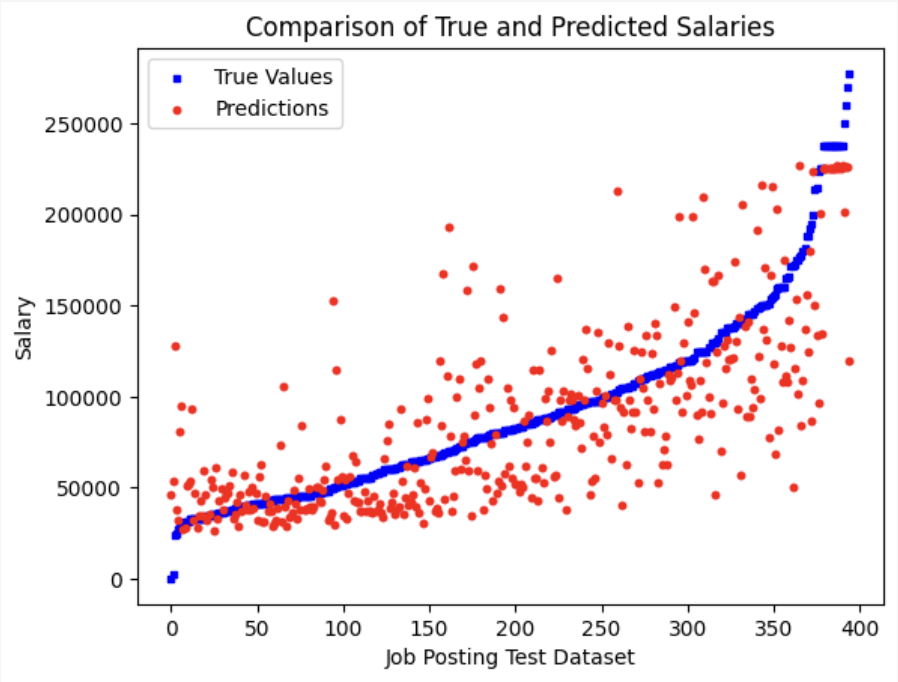 Comparison of True and Predicted Salaries
True Values
Predictions
250000
200000
150000
100000
50000
0
Salary
0 50 100 150 200 250 300 350 400
Job Posting Test Dataset